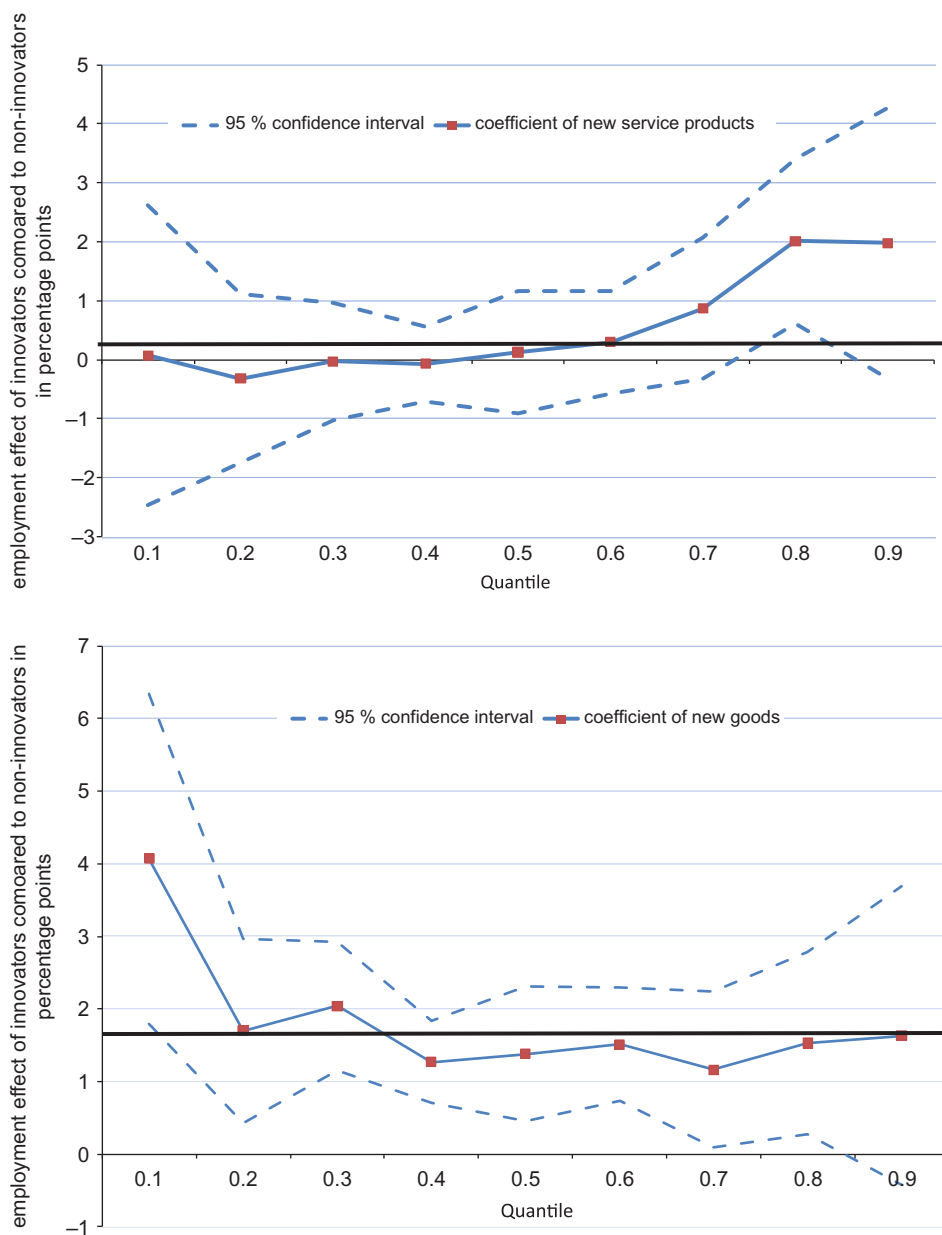 employment effect of innovators comoared to non-innovators
in percentage points
5
4
3
2
1
0
–1
–2
–3
95 % confidence interval
coefficient of new service products
0.1 0.2 0.3 0.4 0.5 0.6 0.7 0.8 0.9
Quantile
employment effect of innovators comoared to non-innovators in
percentage points
7
6
5
4
3
2
1
0
–1
95 % confidence interval
coefficient of new goods
0.1 0.2 0.3 0.4 0.5 0.6 0.7 0.8 0.9
Quantile